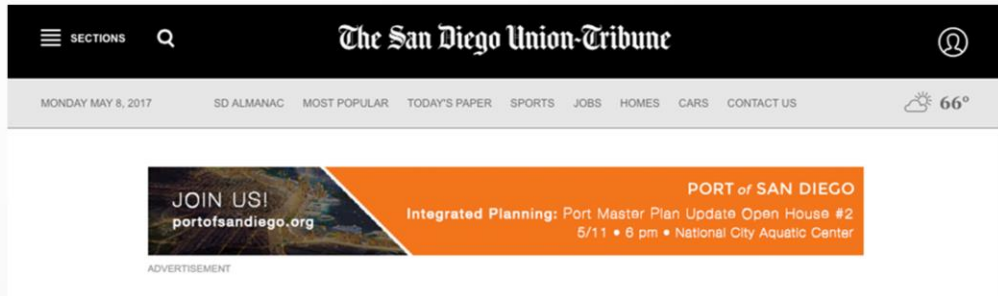 SECTIONS
The San Diego Union-Tribune
MONDAY MAY 8, 2017 SD ALMANAC MOST POPULAR TODAY'S PAPER SPORTS JOBS HOMES CARS CONTACT US 66°
JOIN US!
portofsandiego.org
PORT of SAN DIEGO
Integrated Planning: Port Master Plan Update Open House #2
5/11 • 6 pm • National City Aquatic Center
ADVERTISEMENT